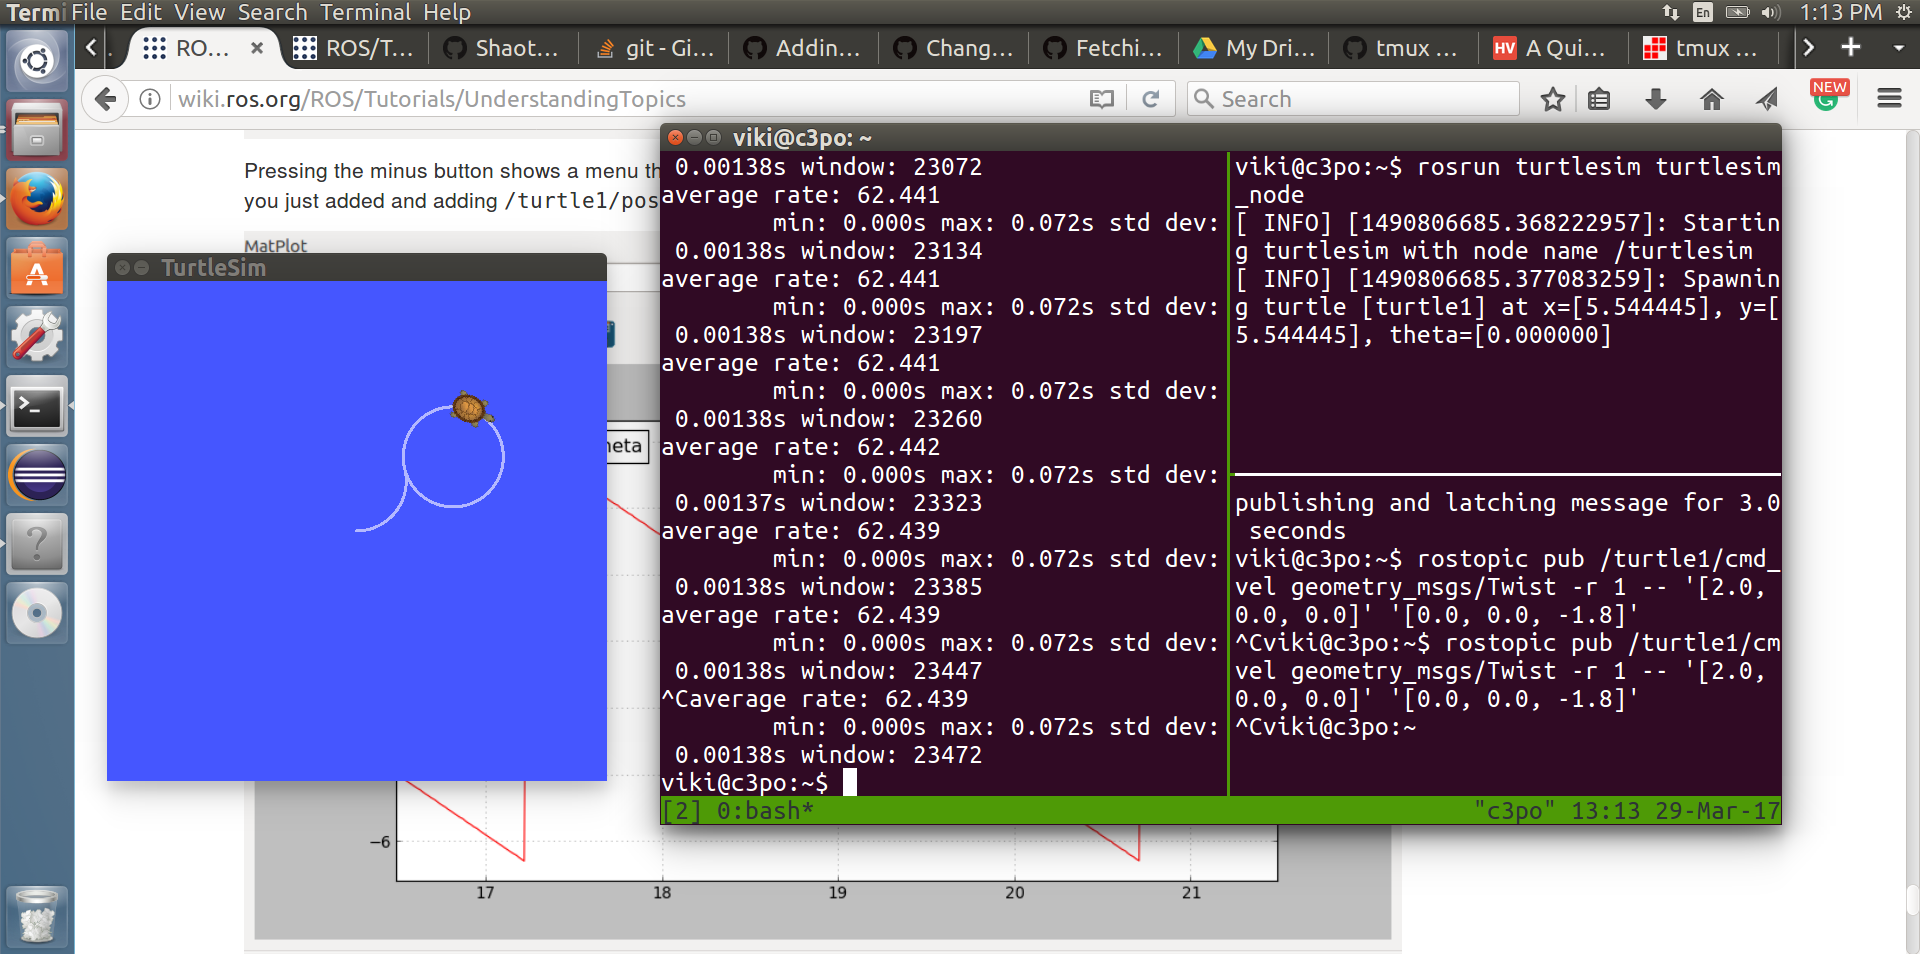 Termi File Edit View Search Terminal Help
En 1:13 PM
RO... × ROS/T... Shaot... git - Gi... Addin... Chang... Fetchi... My Dri... tmux ... HV A Qui... tmux ...
wiki.ros.org/ROS/Tutorials/UnderstandingTopics
Search
NEW
Pressing the minus button shows a menu th
you just added and adding /turtle1/pos
MatPlot
TurtleSim
heta
−6
17 18 19 20 21
viki@c3po: ~
0.00138s window: 23072
average rate: 62.441
min: 0.000s max: 0.072s std dev:
0.00138s window: 23134
average rate: 62.441
min: 0.000s max: 0.072s std dev:
0.00138s window: 23197
average rate: 62.441
min: 0.000s max: 0.072s std dev:
0.00138s window: 23260
average rate: 62.442
min: 0.000s max: 0.072s std dev:
0.00137s window: 23323
average rate: 62.439
min: 0.000s max: 0.072s std dev:
0.00138s window: 23385
average rate: 62.439
min: 0.000s max: 0.072s std dev:
0.00138s window: 23447
^Caverage rate: 62.439
min: 0.000s max: 0.072s std dev:
0.00138s window: 23472
viki@c3po:~$
viki@c3po:~$ rosrun turtlesim turtlesim
_node
[ INFO] [1490806685.368222957]: Startin
g turtlesim with node name /turtlesim
[ INFO] [1490806685.377083259]: Spawnin
g turtle [turtle1] at x=[5.544445], y=[
5.544445], theta=[0.000000]
publishing and latching message for 3.0
seconds
viki@c3po:~$ rostopic pub /turtle1/cmd_
vel geometry_msgs/Twist -r 1 -- '[2.0,
0.0, 0.0]' '[0.0, 0.0, -1.8]'
^Cviki@c3po:~$ rostopic pub /turtle1/cm
vel geometry_msgs/Twist -r 1 -- '[2.0,
0.0, 0.0]' '[0.0, 0.0, -1.8]'
^Cviki@c3po:~
[2] 0:bash* "c3po" 13:13 29-Mar-17